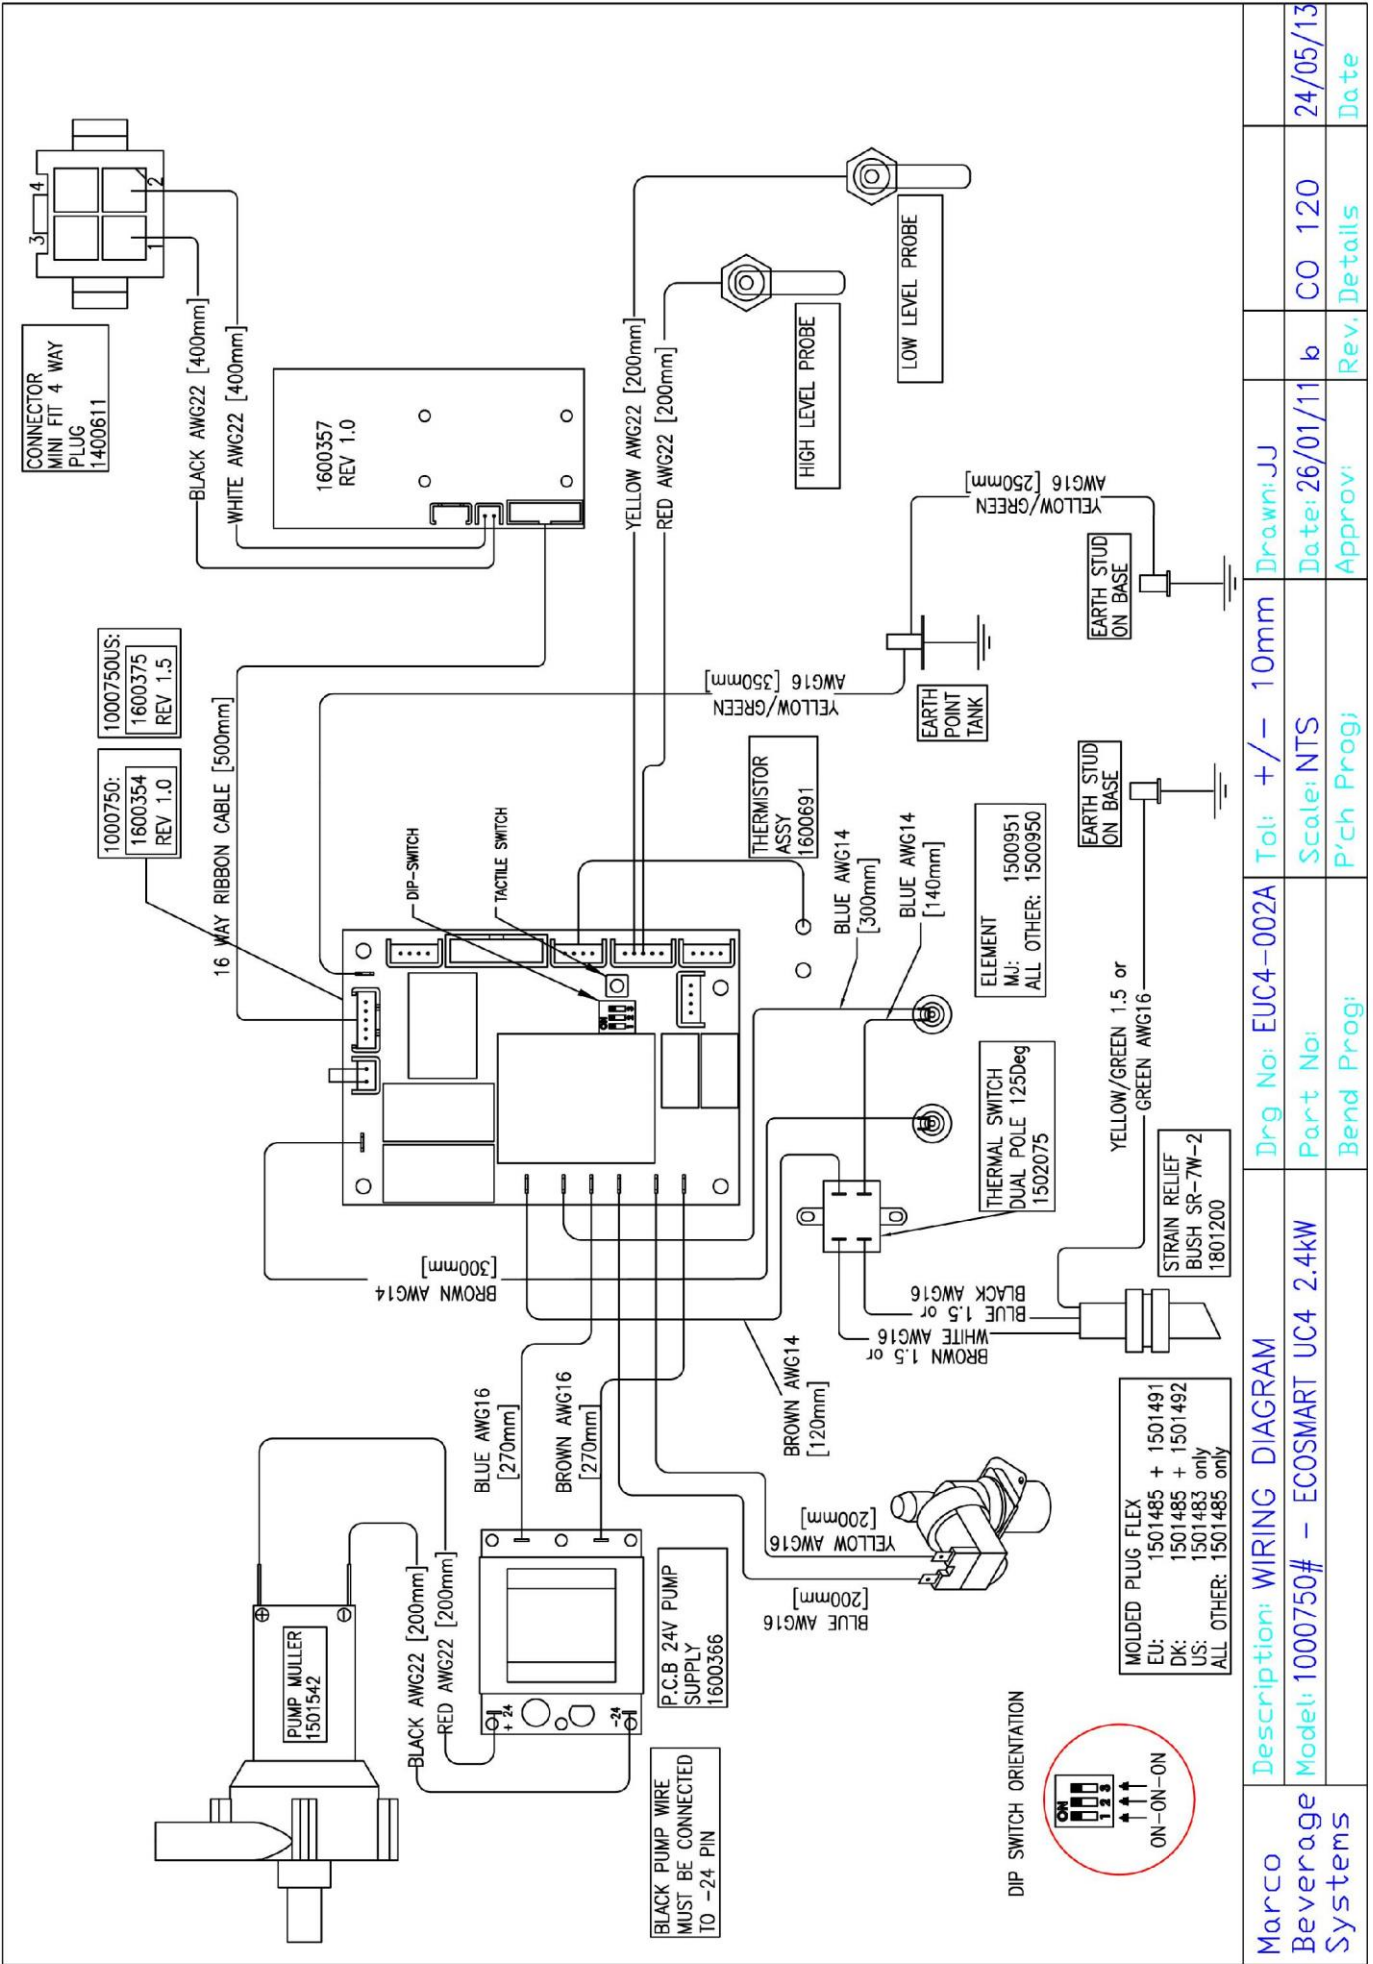 CONNECTOR
MINI FIT 4 WAY
PLUG
1400611
3
4
1
2
BLACK AWG22 [400mm]
WHITE AWG22 [400mm]
1600357
REV 1.0
1000750US:
1600375
REV 1.5
1000750:
1600354
REV 1.0
16 WAY RIBBON CABLE [500mm]
YELLOW AWG22 [200mm]
RED AWG22 [200mm]
HIGH LEVEL PROBE
LOW LEVEL PROBE
DIP-SWITCH
TACTILE SWITCH
ON
1 2 3
YELLOW/GREEN
AWG16 [350mm]
EARTH
POINT
TANK
YELLOW/GREEN
AWG16 [250mm]
EARTH STUD
ON BASE
THERMISTOR
ASSY
1600691
BLUE AWG14
[300mm]
BLUE AWG14
[140mm]
ELEMENT
MJ: 1500951
ALL OTHER: 1500950
EARTH STUD
ON BASE
THERMAL SWITCH
DUAL POLE 125Deg
1502075
YELLOW/GREEN 1.5 or
GREEN AWG16
STRAIN RELIEF
BUSH SR-7W-2
1801200
BROWN AWG14
[300mm]
BLUE 1.5 or
BLACK AWG16
BROWN 1.5 or
WHITE AWG16
BROWN AWG14
[120mm]
BLUE AWG16
[270mm]
BROWN AWG16
[270mm]
YELLOW AWG16
[200mm]
BLUE AWG16
[200mm]
PUMP MULLER
1501542
+
-
BLACK AWG22 [200mm]
RED AWG22 [200mm]
+ 24
-24
P.C.B 24V PUMP
SUPPLY
1600366
BLACK PUMP WIRE
MUST BE CONNECTED
TO -24 PIN
MOLDED PLUG FLEX
EU: 1501485 + 1501491
DK: 1501485 + 1501492
US: 1501483 only
ALL OTHER: 1501485 only
DIP SWITCH ORIENTATION
ON
1 2 3
ON-ON-ON
Marco
Beverage
Systems
Description: WIRING DIAGRAM
Model: 1000750# - ECOSMART UC4 2.4kW
Drg No: EUC4-002A
Part No:
Bend Prog:
Tol: +/- 10mm
Scale: NTS
P'ch Prog;
Drawn: JJ
Date: 26/01/11
Approv:
b
Rev.
CO 120
Details
24/05/13
Date